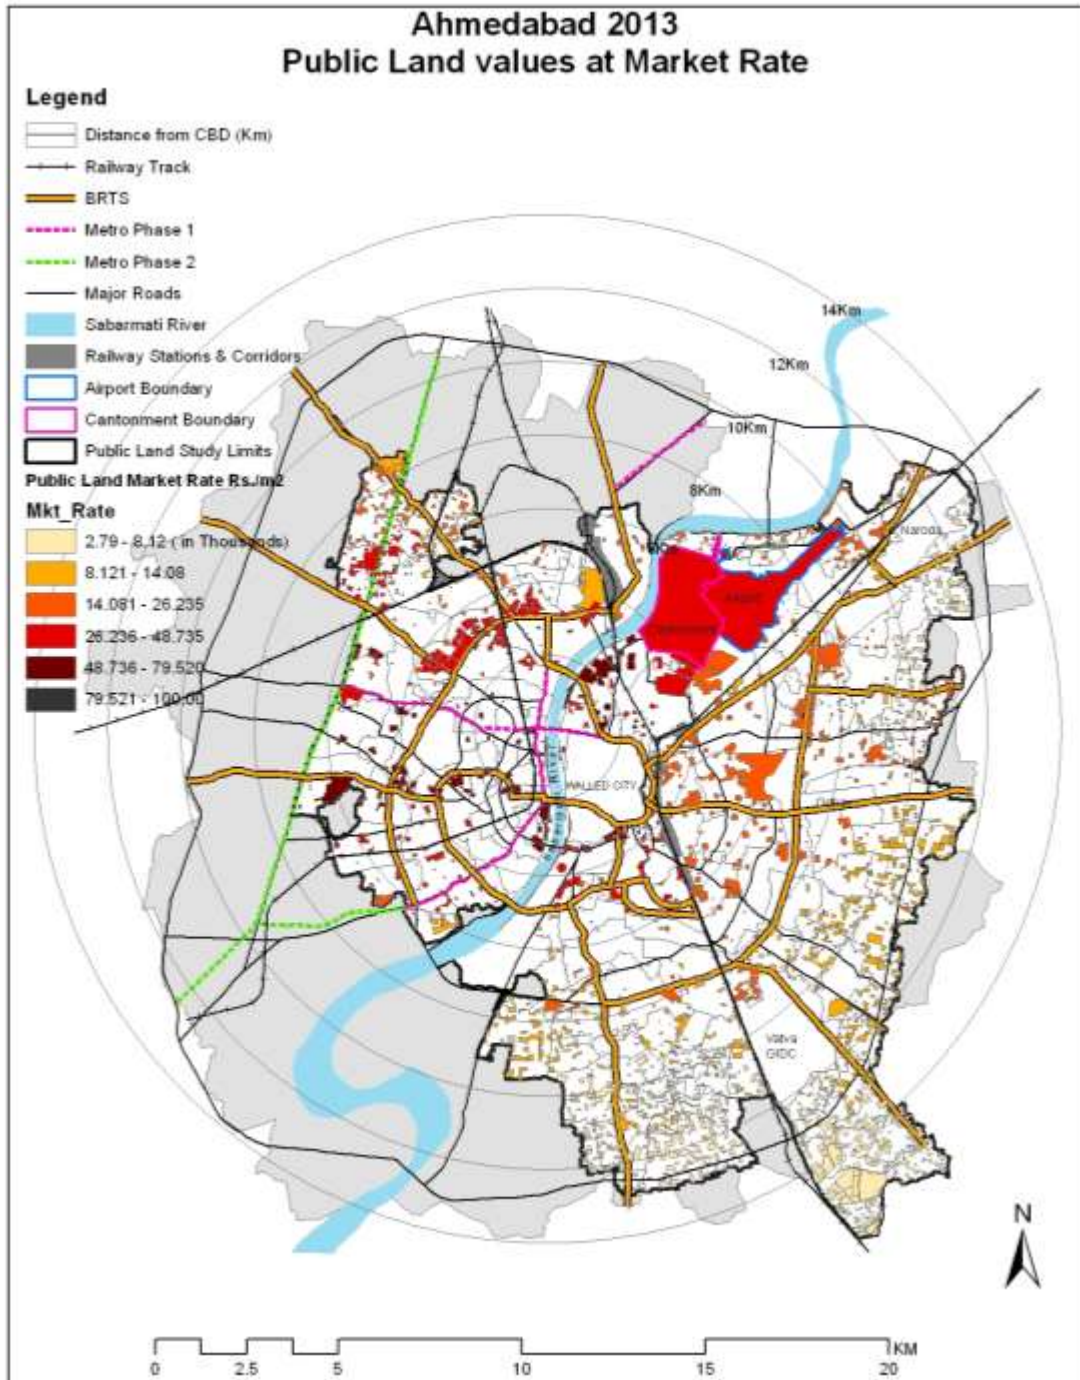 Ahmedabad 2013
Public Land values at Market Rate
Legend
Distance from CBD (Km)
Railway Track
BRTS
Metro Phase 1
Metro Phase 2
Major Roads
Sabarmati River
Railway Stations & Corridors
Airport Boundary
Cantonment Boundary
Public Land Study Limits
Public Land Market Rate Rs./m2
Mkt_Rate
2.79 - 8.12 ( in Thousands)
8.121 - 14.08
14.081 - 26.235
26.236 - 48.735
48.736 - 79.520
79.521 - 100.00
14Km
12Km
10Km
8Km
Naroda
WALLED CITY
Vatva
GIDC
N
0 2.5 5 10 15 20
KM